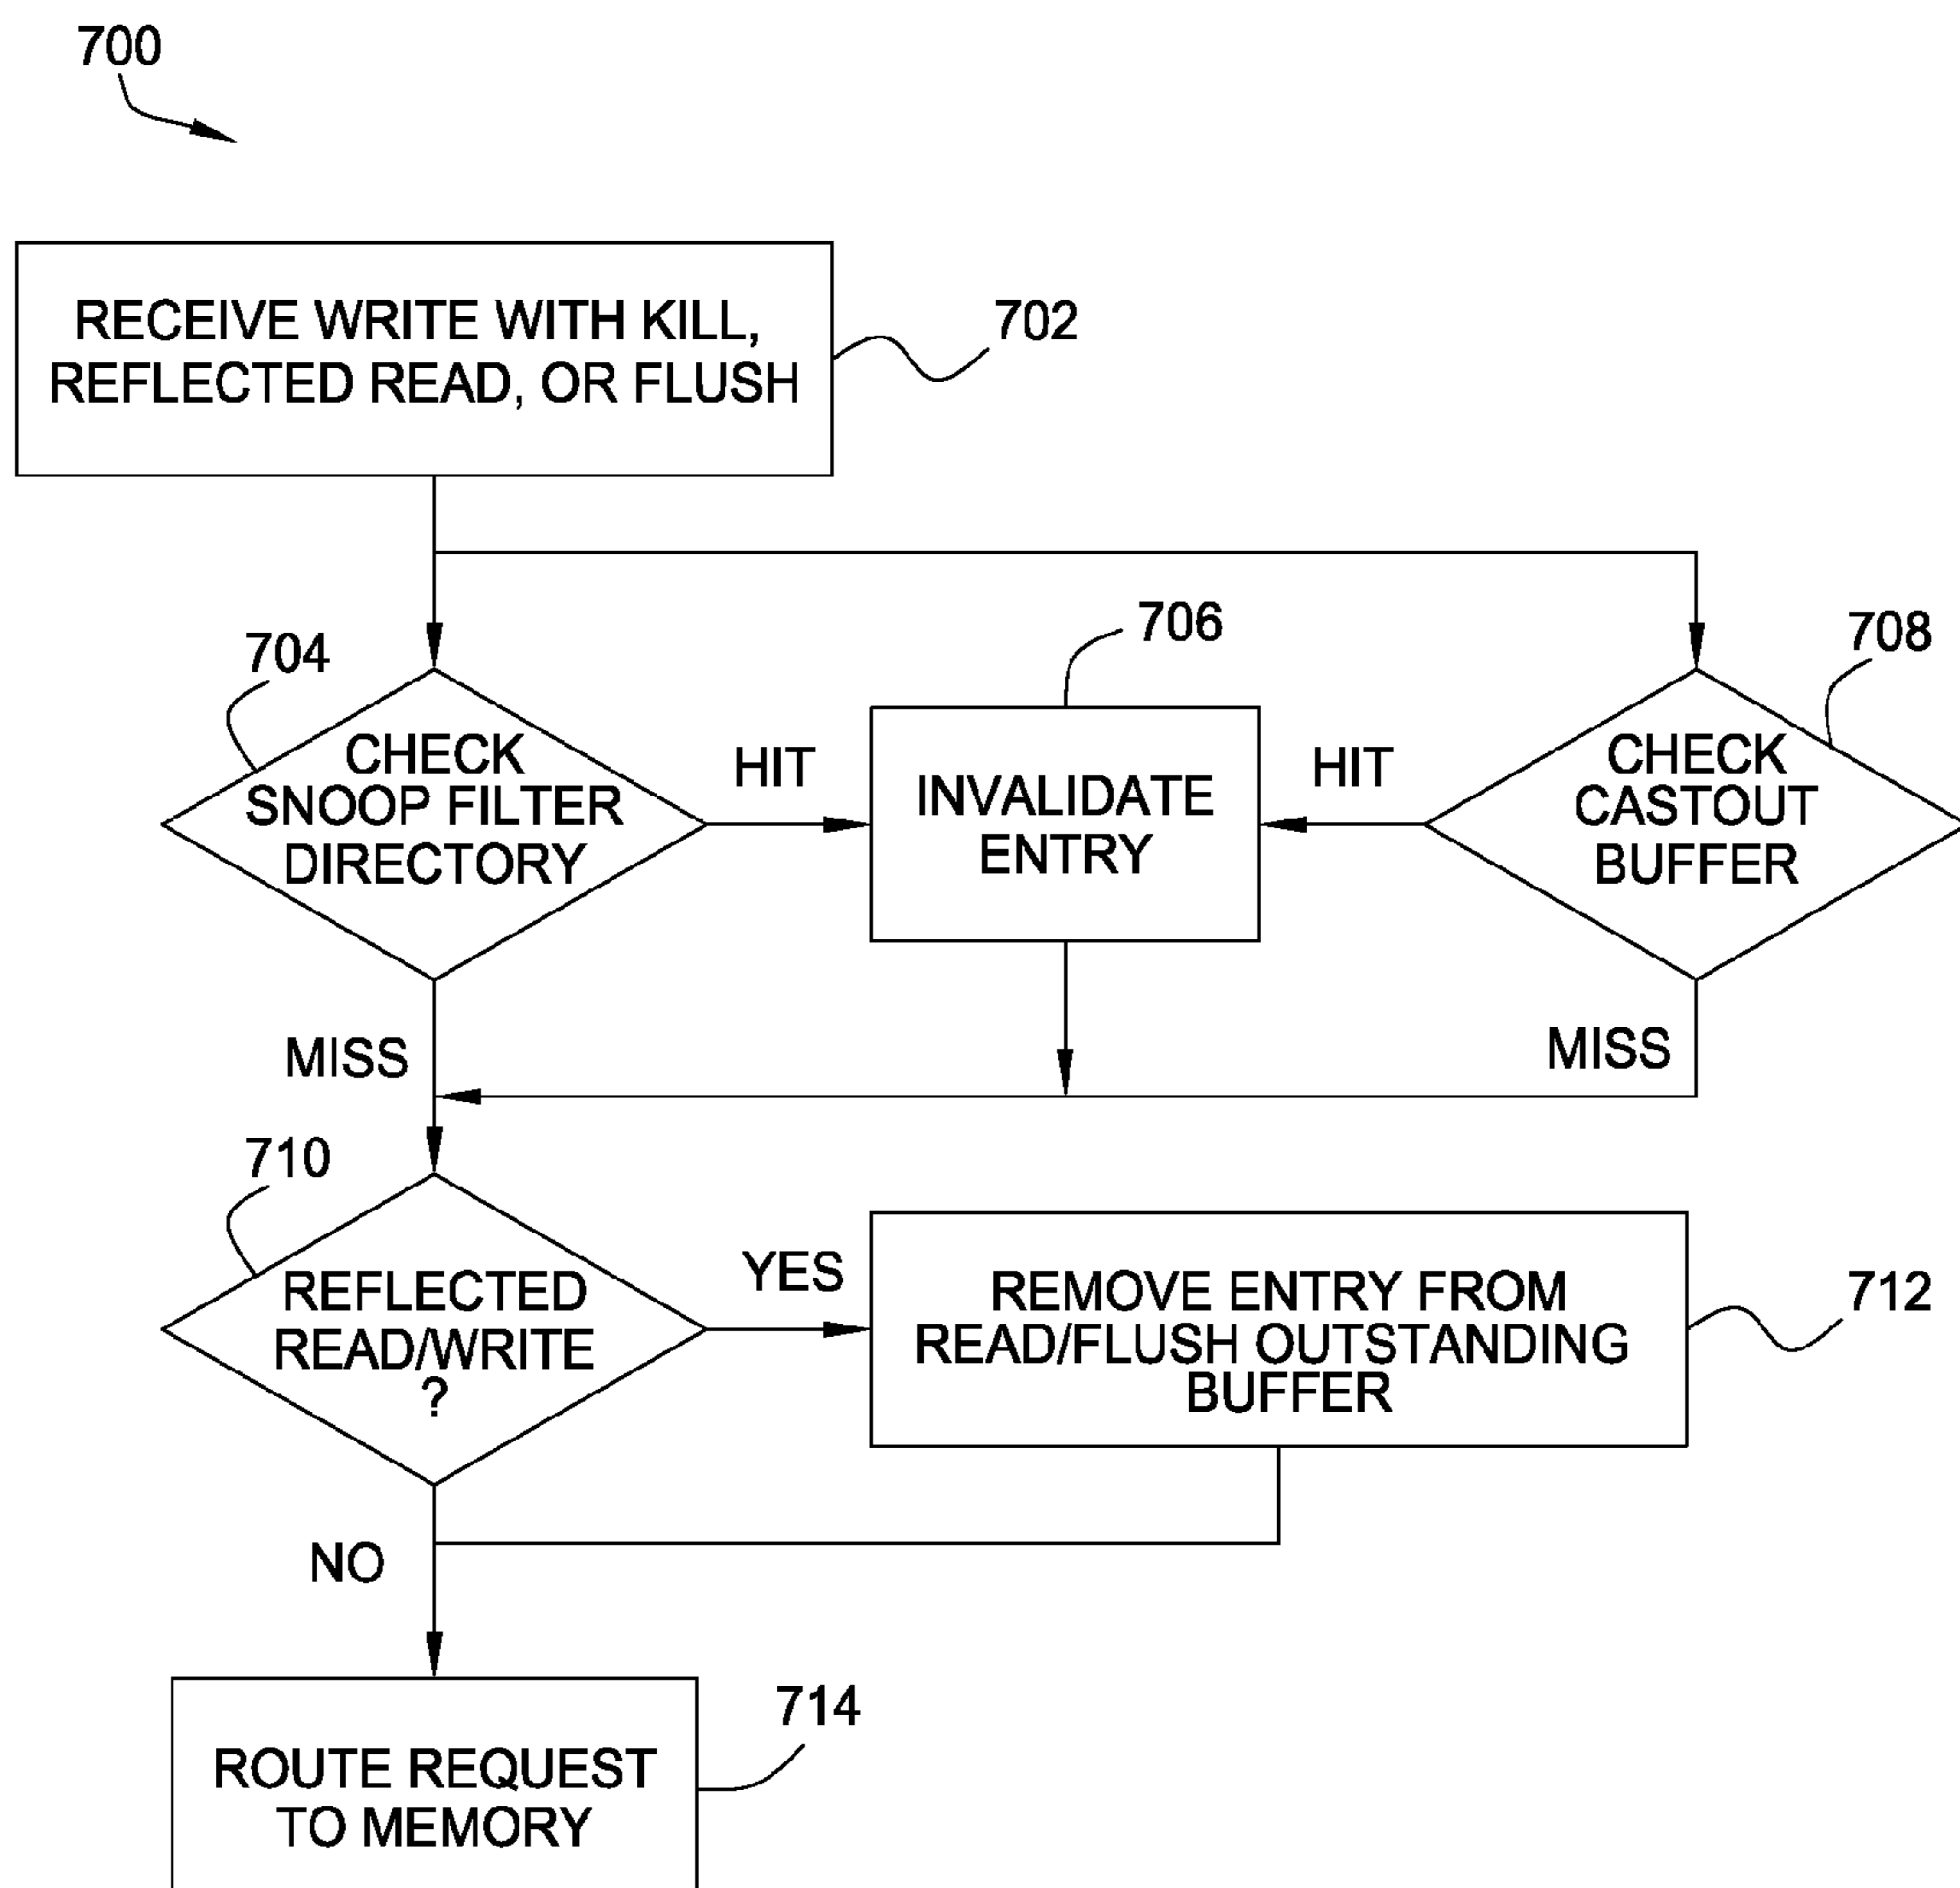 700
RECEIVE WRITE WITH KILL,
REFLECTED READ, OR FLUSH
702
704
CHECK
SNOOP FILTER
DIRECTORY
HIT
706
INVALIDATE
ENTRY
HIT
708
CHECK
CASTOUT
BUFFER
MISS
MISS
710
REFLECTED
READ/WRITE
?
YES
REMOVE ENTRY FROM
READ/FLUSH OUTSTANDING
BUFFER
712
NO
714
ROUTE REQUEST
TO MEMORY